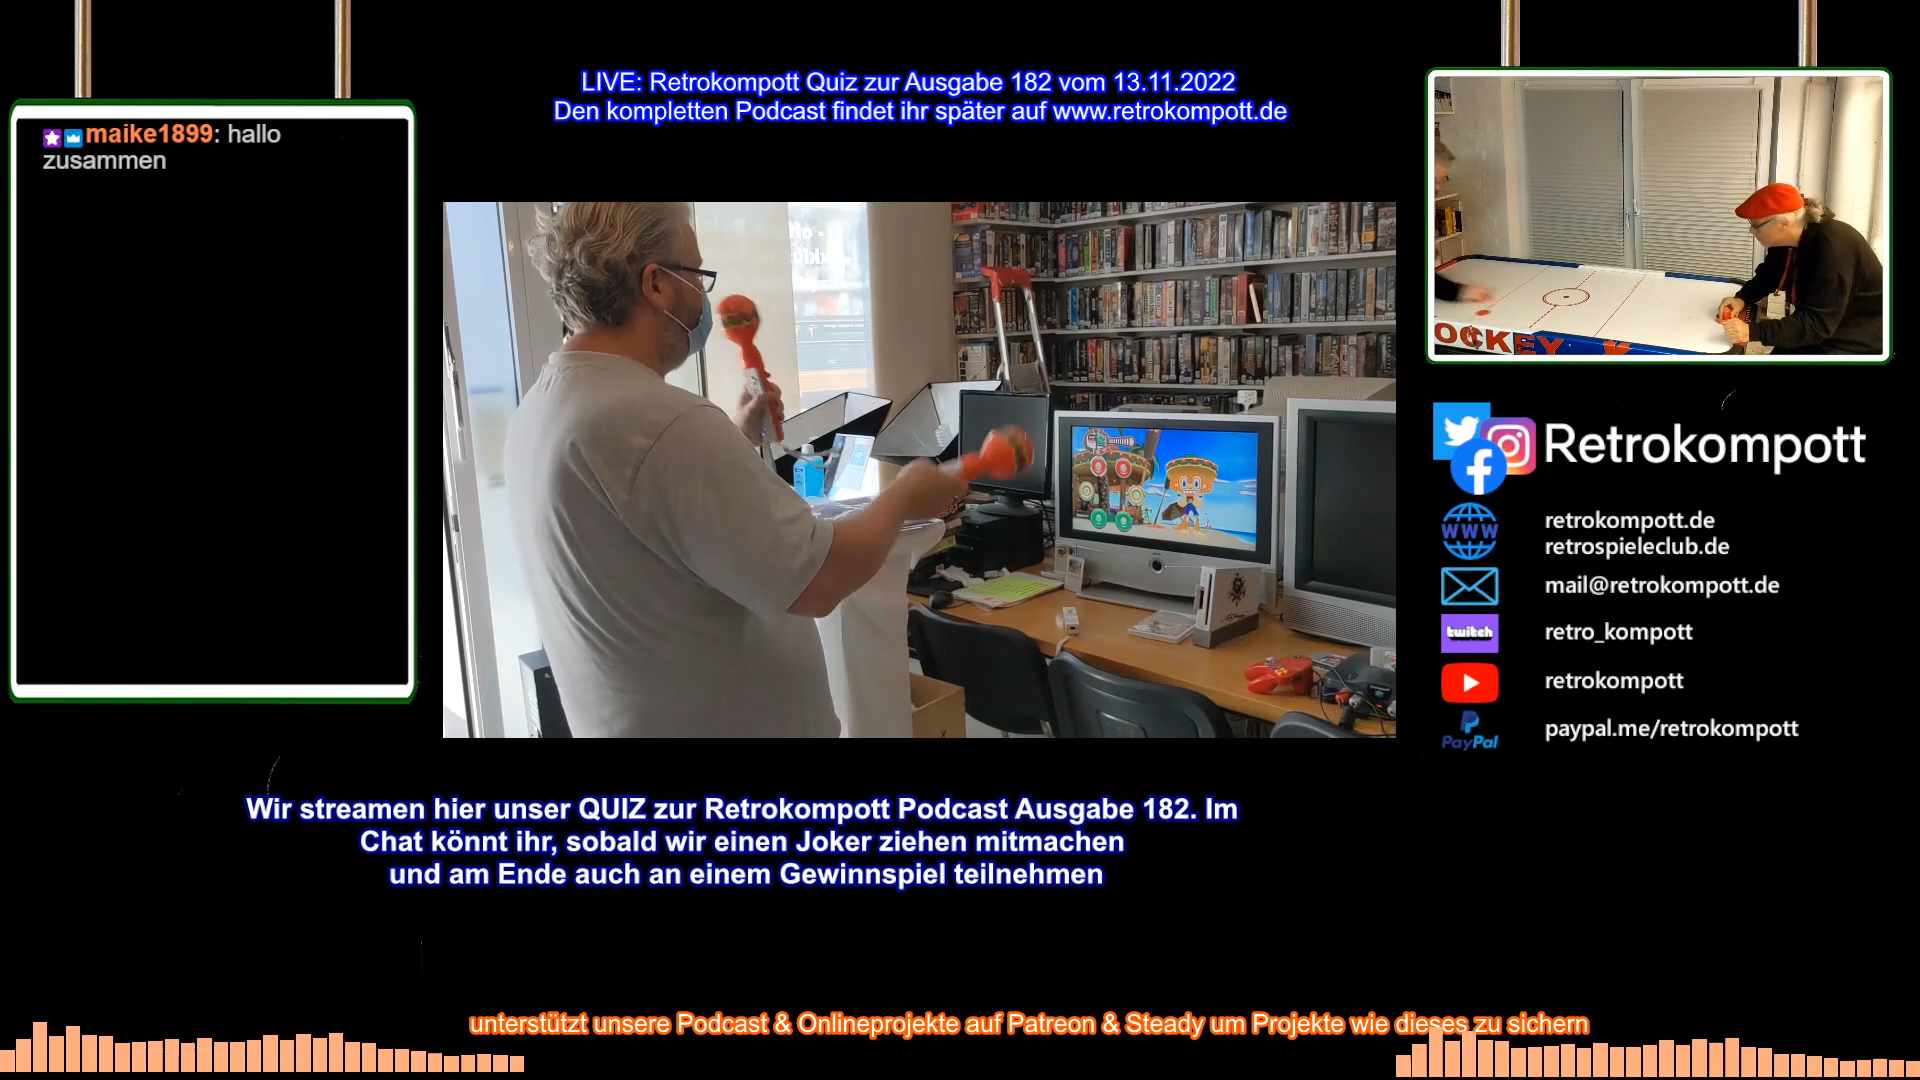 LIVE: Retrokompott Quiz zur Ausgabe 182 vom 13.11.2022
Den kompletten Podcast findet ihr später auf www.retrokompott.de
maike1899: hallo
zusammen
OCKEY
Retrokompott
WWW
retrokompott.de
retrospieleclub.de
mail@retrokompott.de
twitch
retro_kompott
retrokompott
PayPal
paypal.me/retrokompott
Wir streamen hier unser QUIZ zur Retrokompott Podcast Ausgabe 182. Im
Chat könnt ihr, sobald wir einen Joker ziehen mitmachen
und am Ende auch an einem Gewinnspiel teilnehmen
unterstützt unsere Podcast & Onlineprojekte auf Patreon & Steady um Projekte wie dieses zu sichern